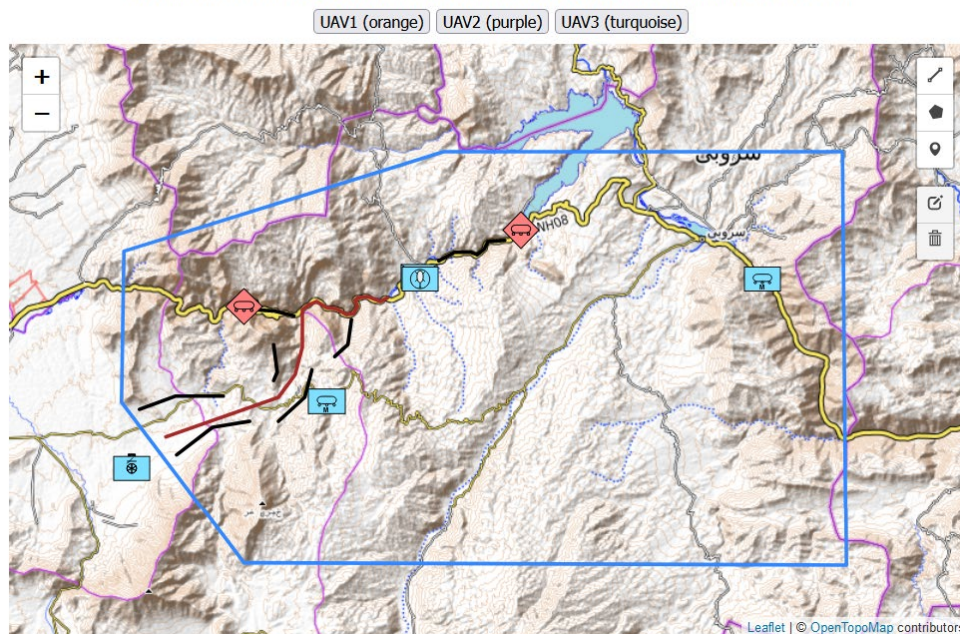 UAV1 (orange) UAV2 (purple) UAV3 (turquoise)
+
−
سروبی
NH08
سروبی
M
M
Leaflet | © OpenTopoMap contributors